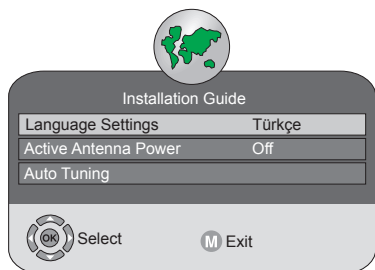 Installation Guide
Language Settings Türkçe
Active Antenna Power Off
Auto Tuning
OK Select M Exit